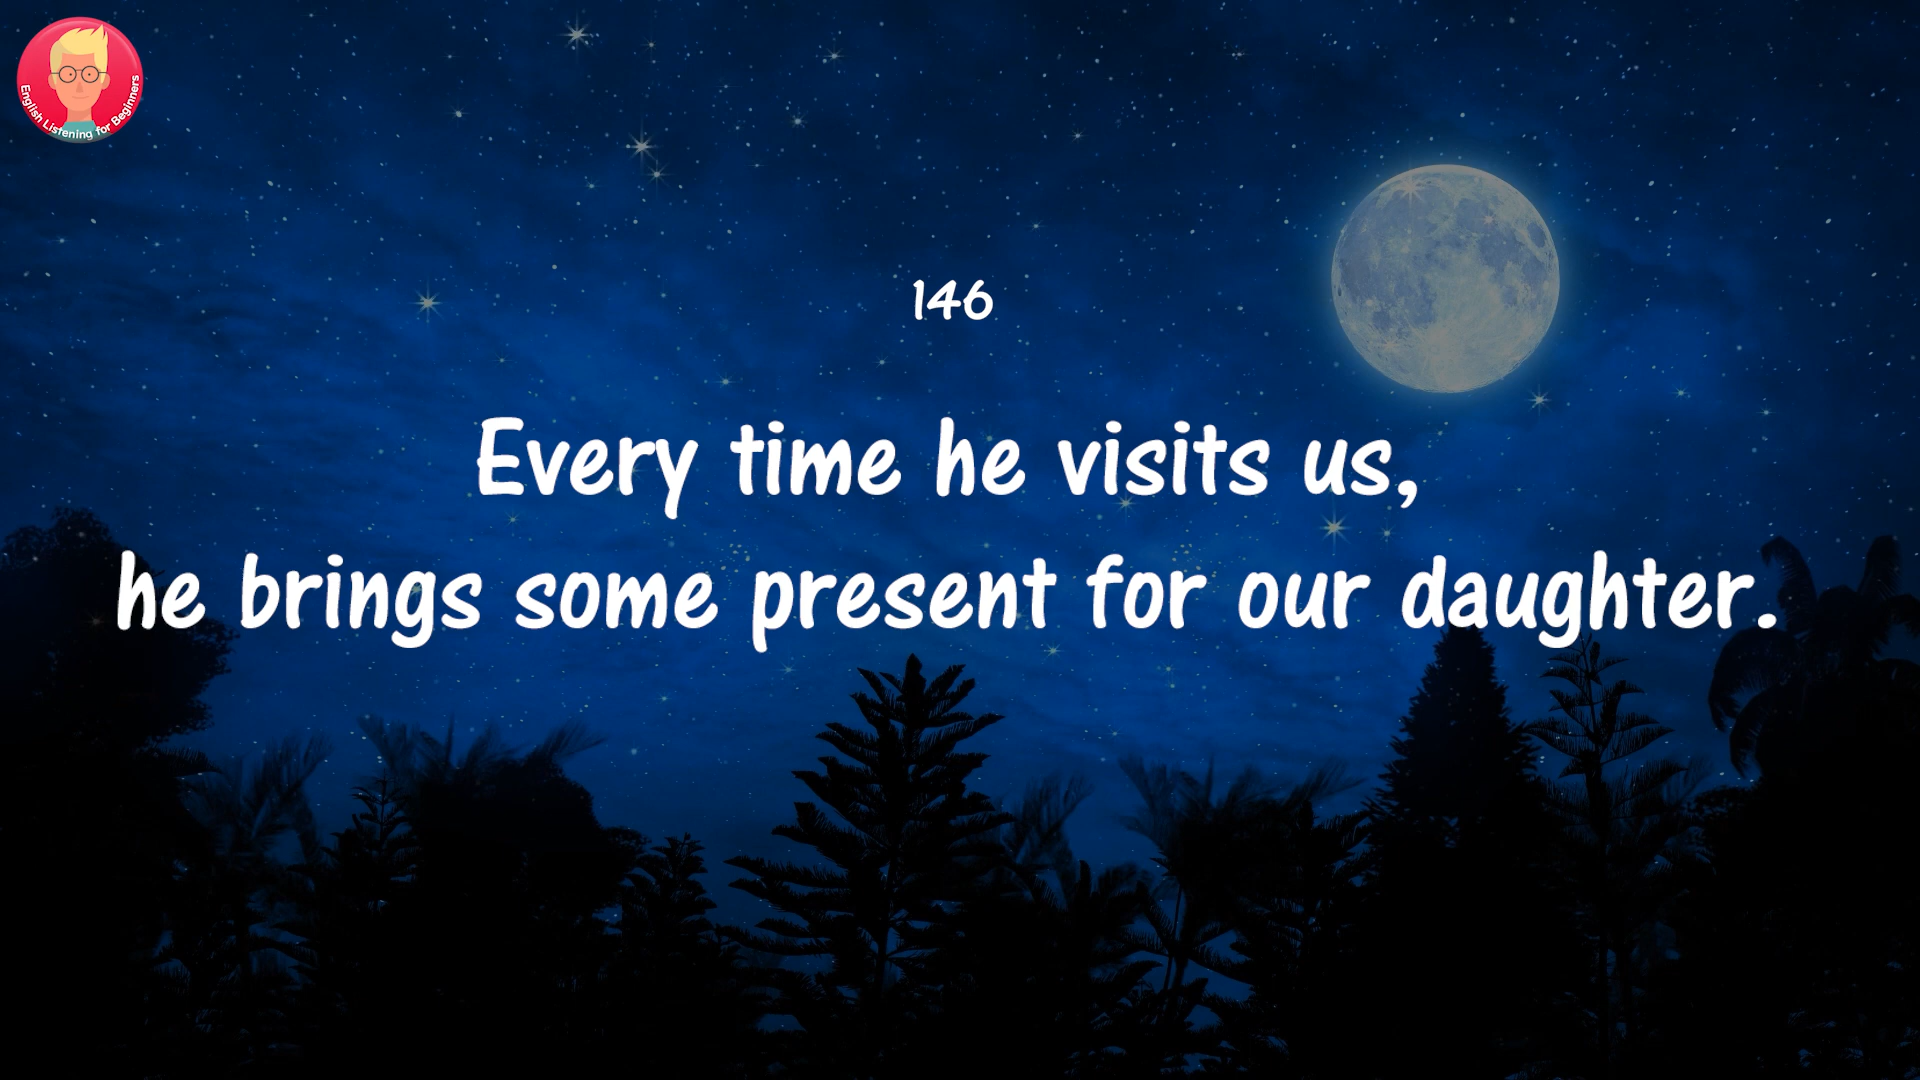 English Listening for Beginners
146
Every time he visits us,
he brings some present for our daughter.